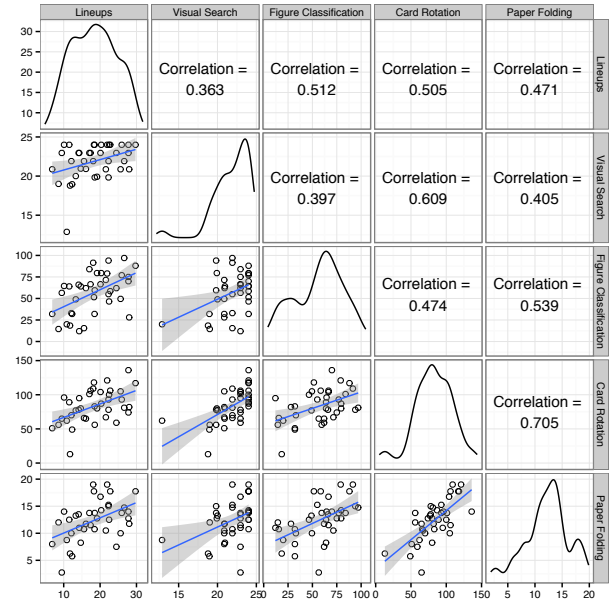 Lineups Visual Search Figure Classification Card Rotation Paper Folding
30
25
20
15
10
Correlation = 0.363
Correlation = 0.512
Correlation = 0.505
Correlation = 0.471
Lineups
25
20
15
Correlation = 0.397
Correlation = 0.609
Correlation = 0.405
Visual Search
100
75
50
25
0
Correlation = 0.474
Correlation = 0.539
Figure Classification
150
100
50
0
Correlation = 0.705
Card Rotation
20
15
10
5
Paper Folding
10 20 30 15 20 25 0 25 50 75 100 0 50 100 150 5 10 15 20